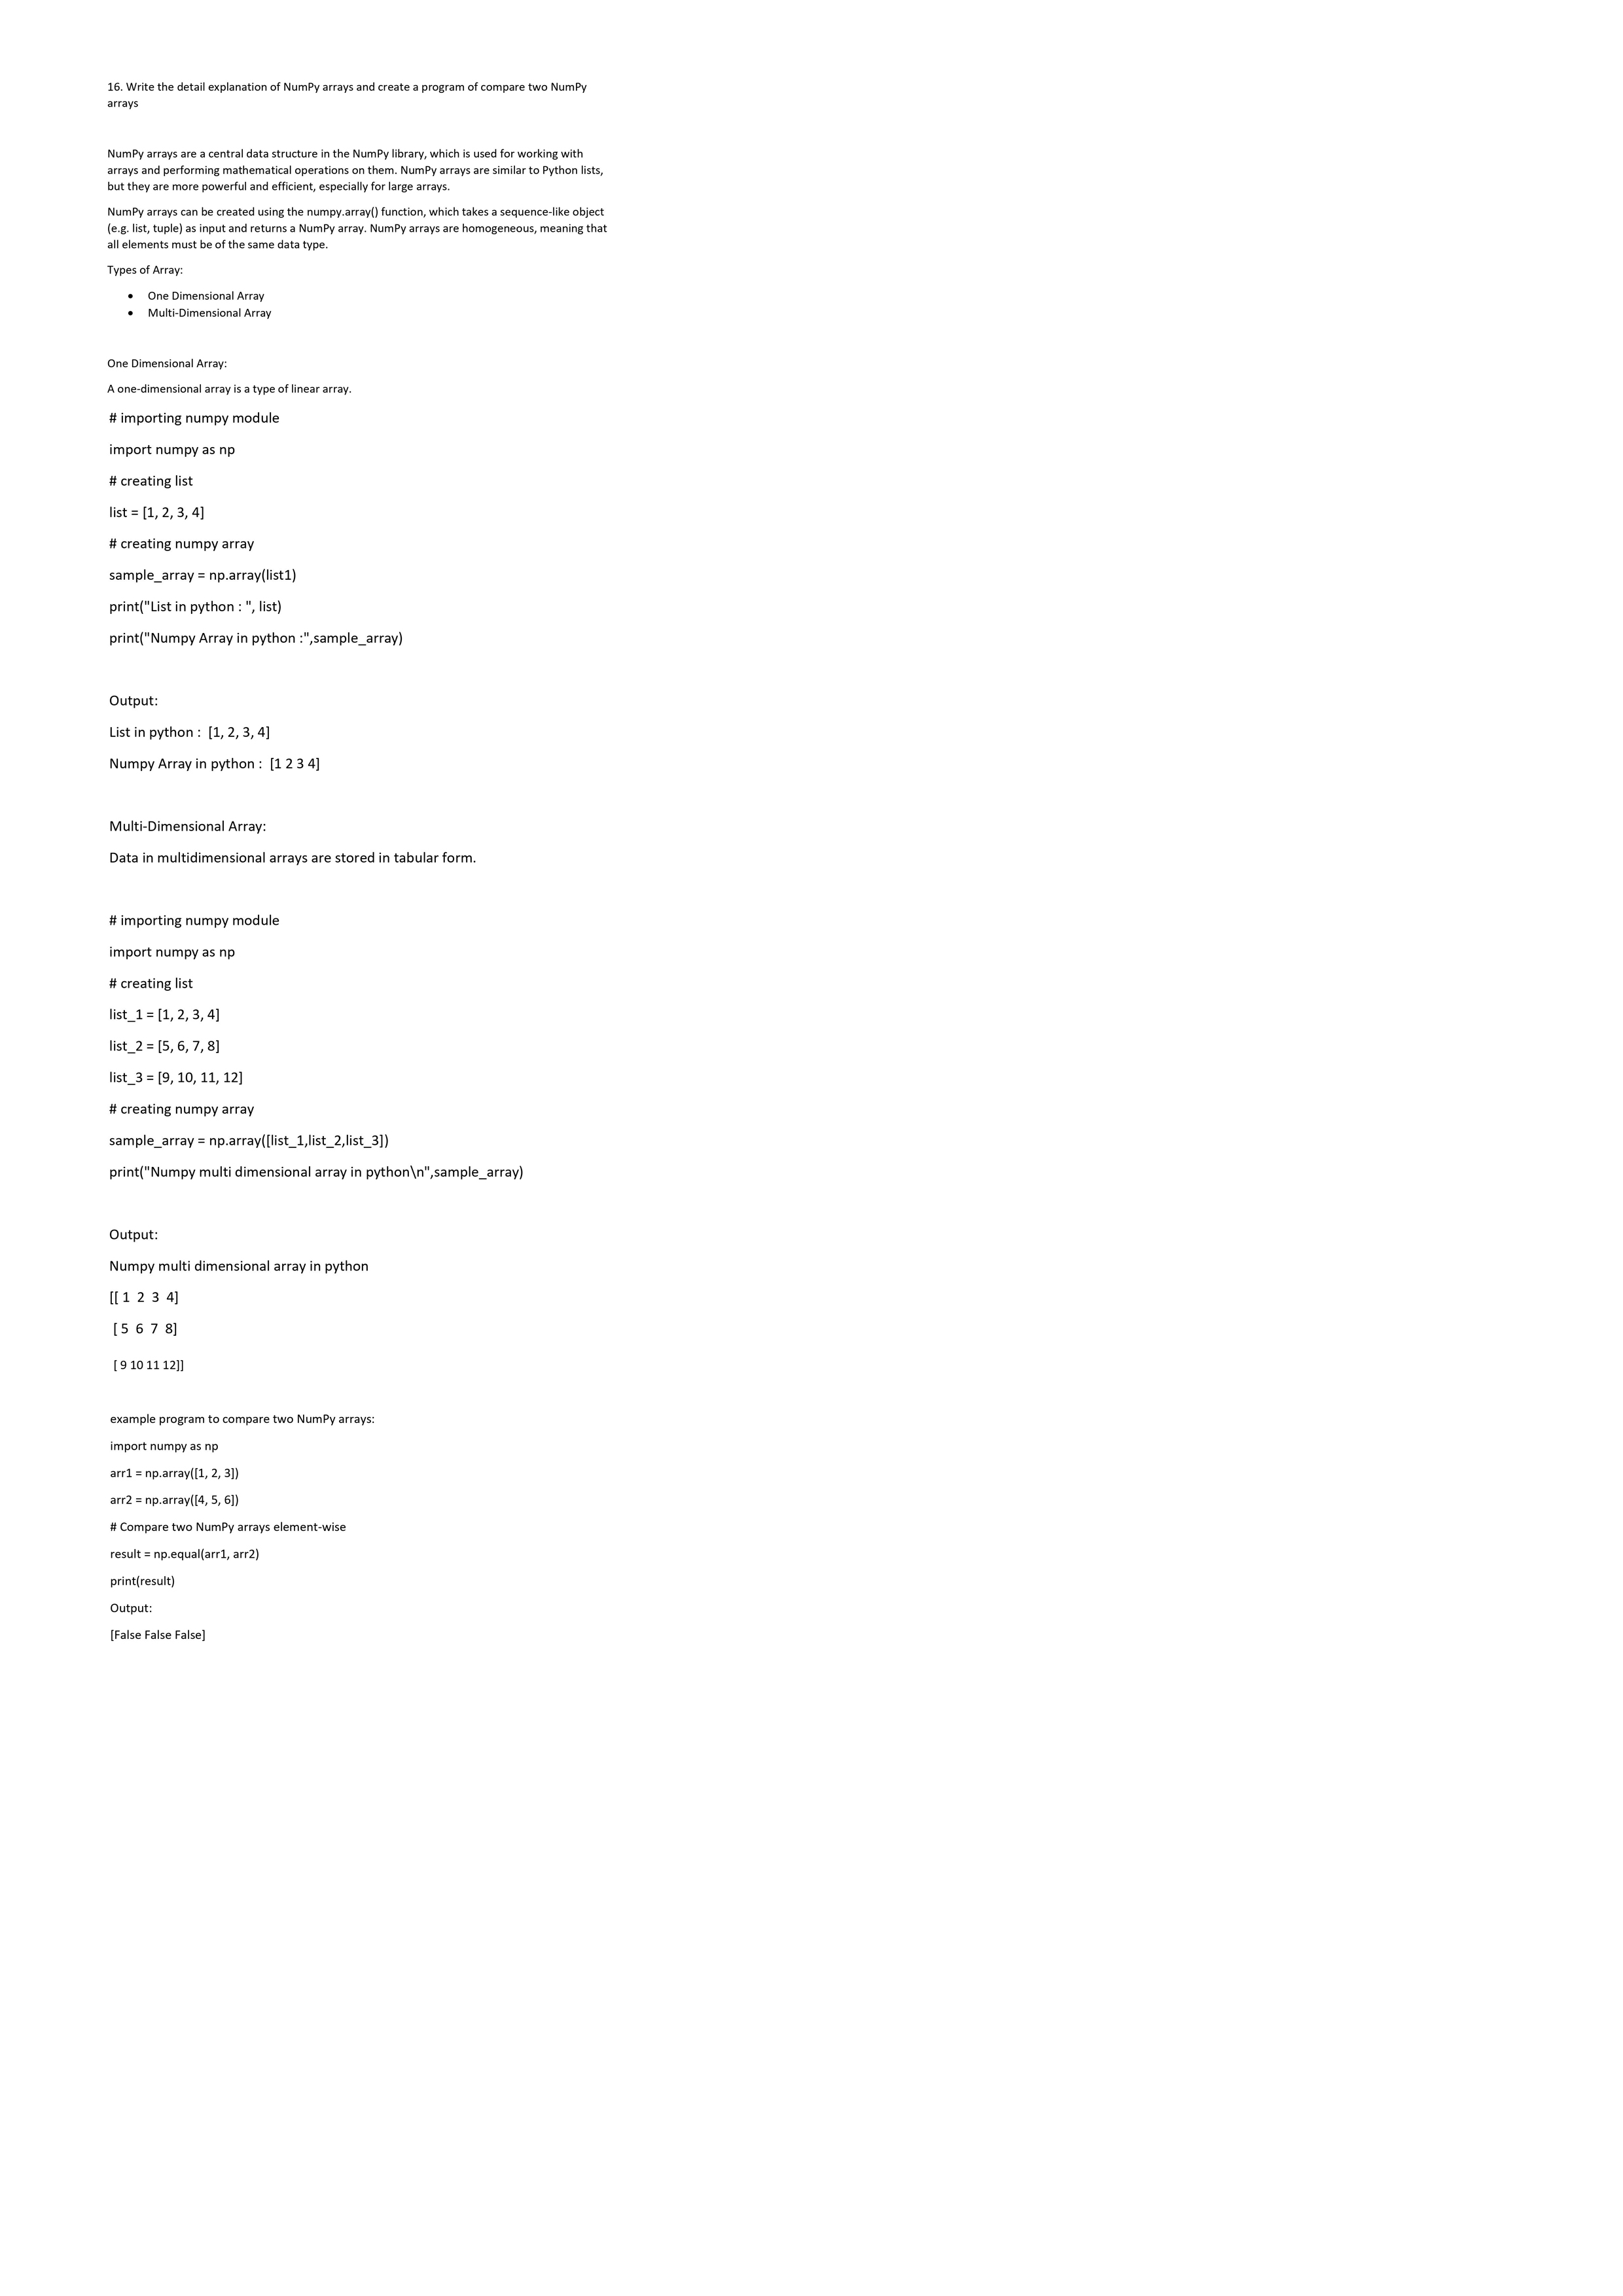 16. Write the detail explanation of NumPy arrays and create a program of compare two NumPy
arrays
NumPy arrays are a central data structure in the NumPy library, which is used for working with
arrays and performing mathematical operations on them. NumPy arrays are similar to Python lists,
but they are more powerful and efficient, especially for large arrays.
NumPy arrays can be created using the numpy.array() function, which takes a sequence-like object
(e.g. list, tuple) as input and returns a NumPy array. NumPy arrays are homogeneous, meaning that
all elements must be of the same data type.
Types of Array:
• One Dimensional Array
• Multi-Dimensional Array
One Dimensional Array:
A one-dimensional array is a type of linear array.
# importing numpy module
import numpy as np
# creating list
list = [1, 2, 3, 4]
# creating numpy array
sample_array = np.array(list1)
print("List in python : ", list)
print("Numpy Array in python :",sample_array)
Output:
List in python :  [1, 2, 3, 4]
Numpy Array in python :  [1 2 3 4]
Multi-Dimensional Array:
Data in multidimensional arrays are stored in tabular form.
# importing numpy module
import numpy as np
# creating list
list_1 = [1, 2, 3, 4]
list_2 = [5, 6, 7, 8]
list_3 = [9, 10, 11, 12]
# creating numpy array
sample_array = np.array([list_1,list_2,list_3])
print("Numpy multi dimensional array in python\n",sample_array)
Output:
Numpy multi dimensional array in python
[[ 1  2  3  4]
[ 5  6  7  8]
[ 9 10 11 12]]
example program to compare two NumPy arrays:
import numpy as np
arr1 = np.array([1, 2, 3])
arr2 = np.array([4, 5, 6])
# Compare two NumPy arrays element-wise
result = np.equal(arr1, arr2)
print(result)
Output:
[False False False]